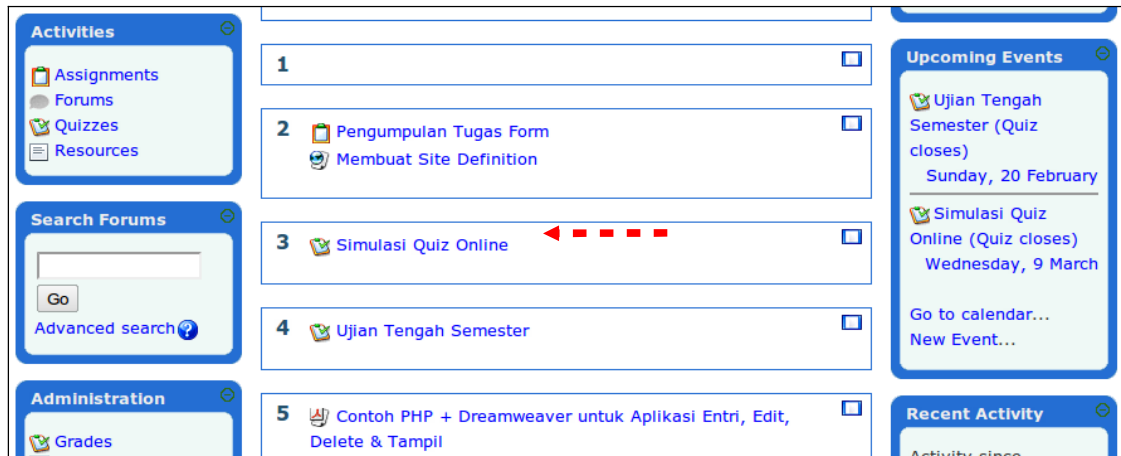 Activities
Assignments
Forums
Quizzes
Resources
Search Forums
Go
Advanced search?
Administration
Grades
1
2 Pengumpulan Tugas Form
Membuat Site Definition
3 Simulasi Quiz Online
4 Ujian Tengah Semester
5 Contoh PHP + Dreamweaver untuk Aplikasi Entri, Edit,
Delete & Tampil
Upcoming Events
Ujian Tengah
Semester (Quiz
closes)
Sunday, 20 February
Simulasi Quiz
Online (Quiz closes)
Wednesday, 9 March
Go to calendar...
New Event...
Recent Activity
Activity since